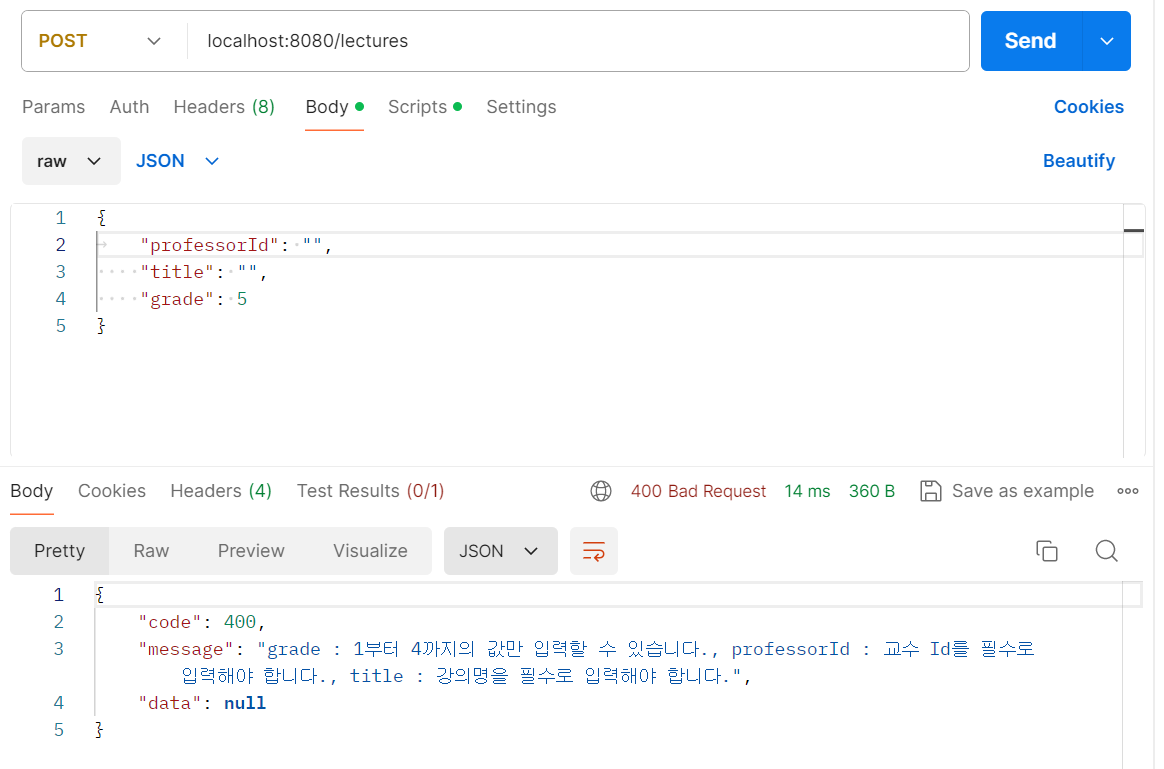 POST localhost:8080/lectures Send
Params Auth Headers (8) Body Scripts Settings Cookies
raw JSON Beautify
1 {
2 "professorId": "",
3 "title": "",
4 "grade": 5
5 }
Body Cookies Headers (4) Test Results (0/1) 400 Bad Request 14 ms 360 B Save as example
Pretty Raw Preview Visualize JSON
1 {
2 "code": 400,
3 "message": "grade : 1부터 4까지의 값만 입력할 수 있습니다., professorId : 교수 Id를 필수로
입력해야 합니다., title : 강의명을 필수로 입력해야 합니다.",
4 "data": null
5 }